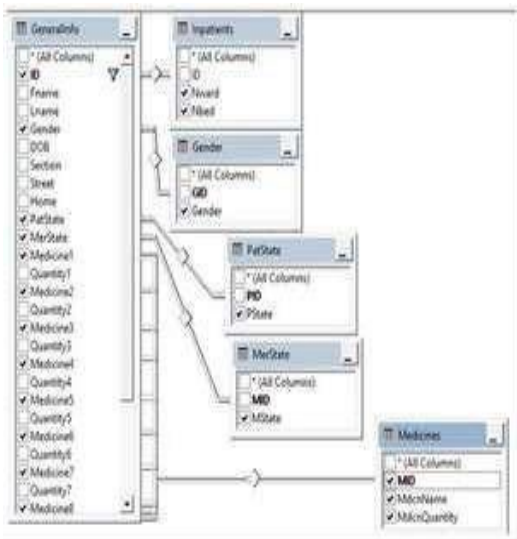 GeneralInfo
* (All Columns)
ID
Fname
Lname
Gender
DOB
Section
Street
Home
PatState
MerState
Medicine1
Quantity1
Medicine2
Quantity2
Medicine3
Quantity3
Medicine4
Quantity4
Medicine5
Quantity5
Medicine6
Quantity6
Medicine7
Quantity7
Medicine8
Inpatients
* (All Columns)
ID
Nward
Nbed
Gender
* (All Columns)
GID
Gender
PatState
* (All Columns)
PID
PState
MerState
* (All Columns)
MID
MState
Medicines
* (All Columns)
MID
MdcnName
MdcnQuantity